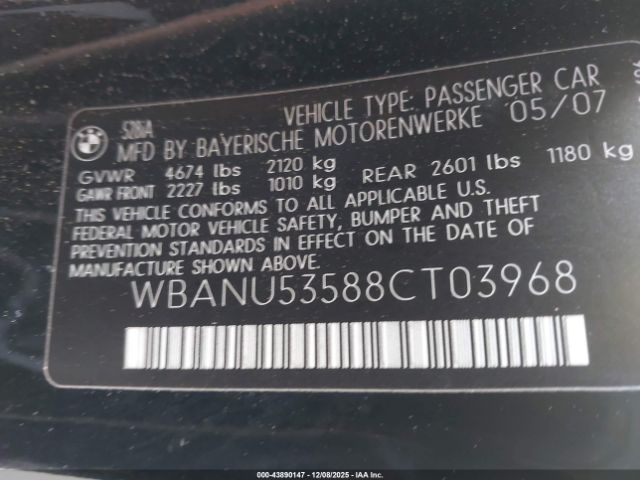 BMW
528iA
VEHICLE TYPE: PASSENGER CAR
MFD BY BAYERISCHE MOTORENWERKE 05/07
GVWR 4674 lbs 2120 kg
GAWR FRONT 2227 lbs 1010 kg REAR 2601 lbs 1180 kg
THIS VEHICLE CONFORMS TO ALL APPLICABLE U.S.
FEDERAL MOTOR VEHICLE SAFETY, BUMPER AND THEFT
PREVENTION STANDARDS IN EFFECT ON THE DATE OF
MANUFACTURE SHOWN ABOVE.
WBANU53588CT03968
000-43890147 - 12/08/2025 - IAA Inc.